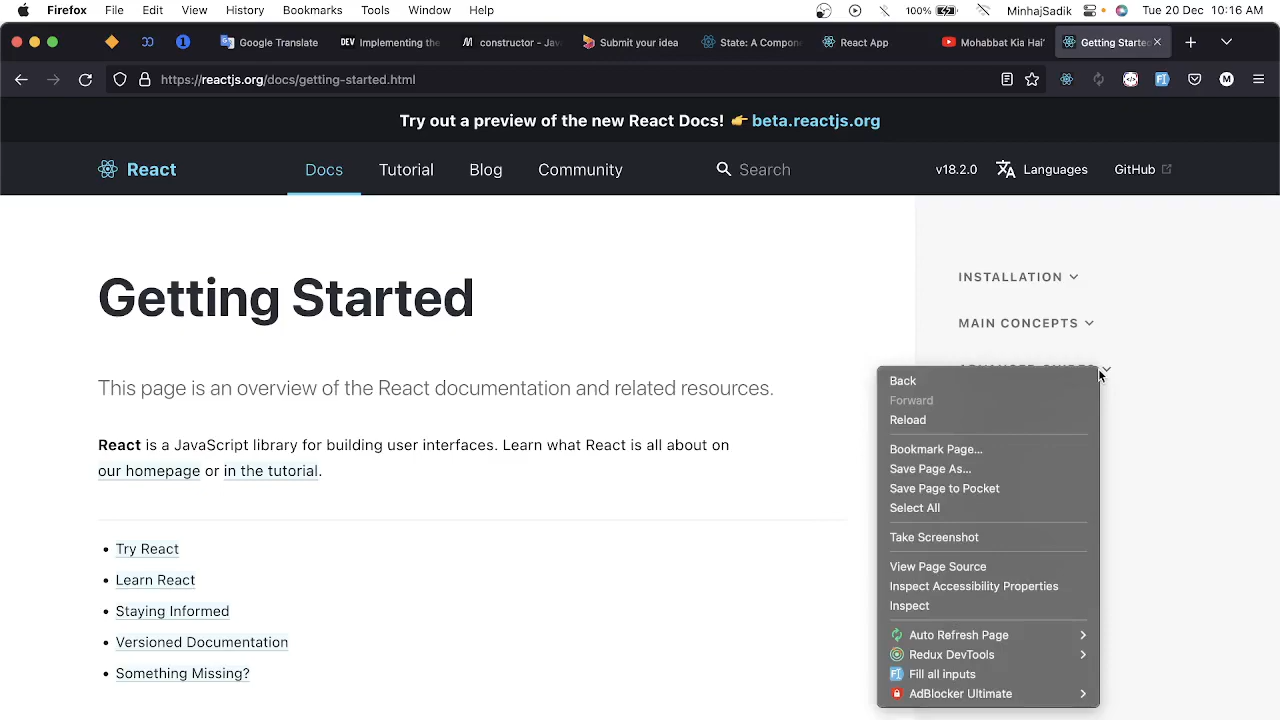 Firefox File Edit View History Bookmarks Tools Window Help 100% MinhajSadik Tue 20 Dec 10:16 AM
Google Translate DEV Implementing the constructor - Jav Submit your idea State: A Compon React App Mohabbat Kia Hai' Getting Started
https://reactjs.org/docs/getting-started.html
Try out a preview of the new React Docs! 👉 beta.reactjs.org
React Docs Tutorial Blog Community Search v18.2.0 Languages GitHub
Getting Started
This page is an overview of the React documentation and related resources.
React is a JavaScript library for building user interfaces. Learn what React is all about on
our homepage or in the tutorial.
• Try React
• Learn React
• Staying Informed
• Versioned Documentation
• Something Missing?
INSTALLATION
MAIN CONCEPTS
Back
Forward
Reload
Bookmark Page...
Save Page As...
Save Page to Pocket
Select All
Take Screenshot
View Page Source
Inspect Accessibility Properties
Inspect
Auto Refresh Page
Redux DevTools
Fill all inputs
AdBlocker Ultimate